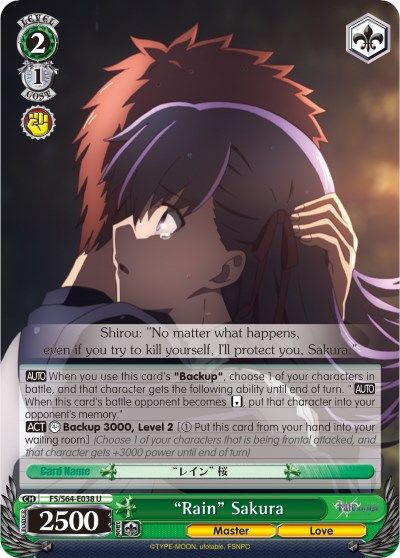 LEVEL
2
1
COST
Shirou: "No matter what happens,
even if you try to kill yourself, I'll protect you, Sakura."
AUTO When you use this card's "Backup", choose 1 of your characters in
battle, and that character gets the following ability until end of turn. "AUTO
When this card's battle opponent becomes [ ], put that character into your
opponent's memory."
ACT Backup 3000, Level 2 [① Put this card from your hand into your
waiting room] (Choose 1 of your characters that is being frontal attacked, and
that character gets +3000 power until end of turn)
Card Name
“レイン” 桜
CH FS/S64-E038 U
“Rain” Sakura
POWER
2500
SOUL
Master
Love
©TYPE-MOON, ufotable, FSNPC